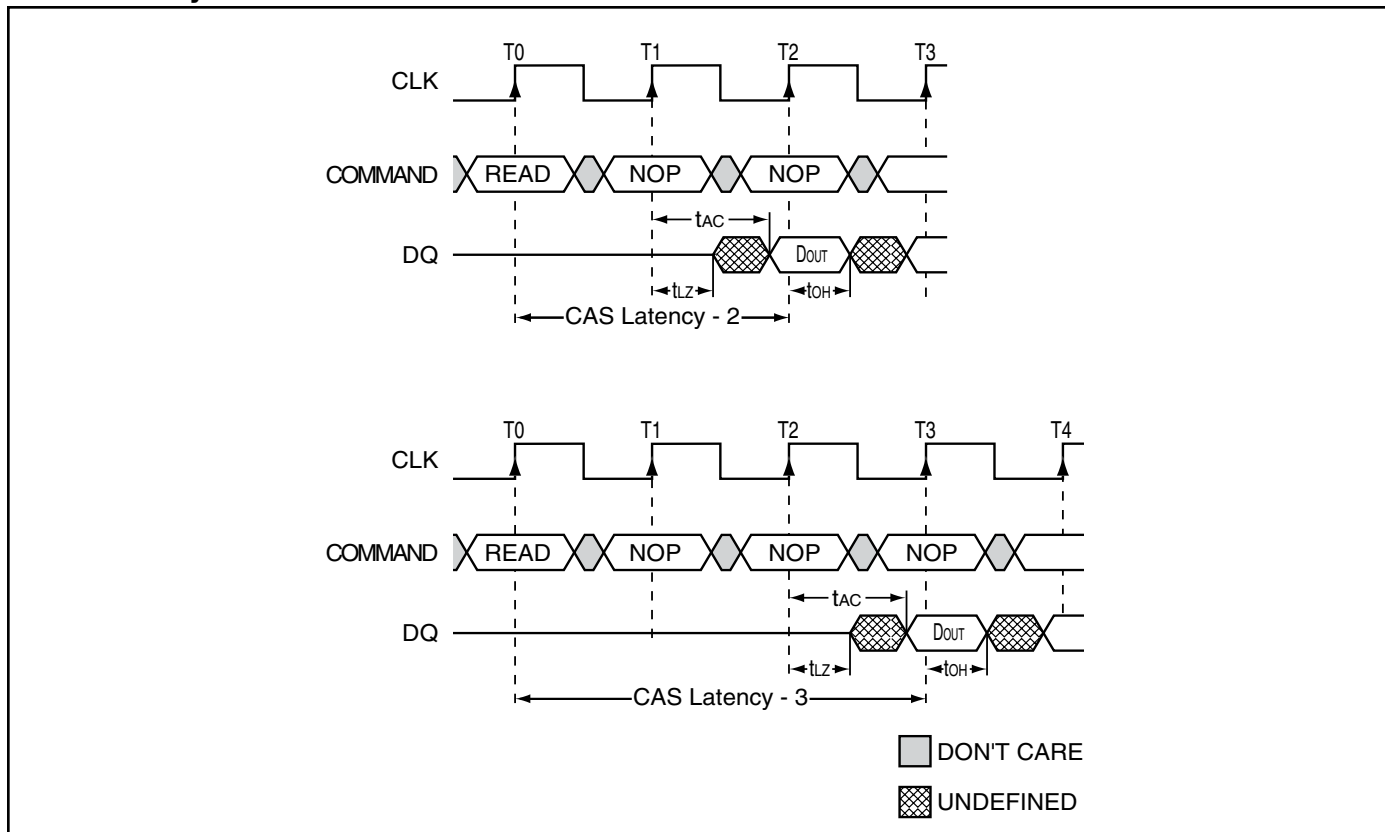 T0 T1 T2 T3
CLK
COMMAND READ NOP NOP
tAC
DQ DOUT
tLZ tOH
CAS Latency - 2
T0 T1 T2 T3 T4
CLK
COMMAND READ NOP NOP NOP
tAC
DQ DOUT
tLZ tOH
CAS Latency - 3
DON'T CARE
UNDEFINED